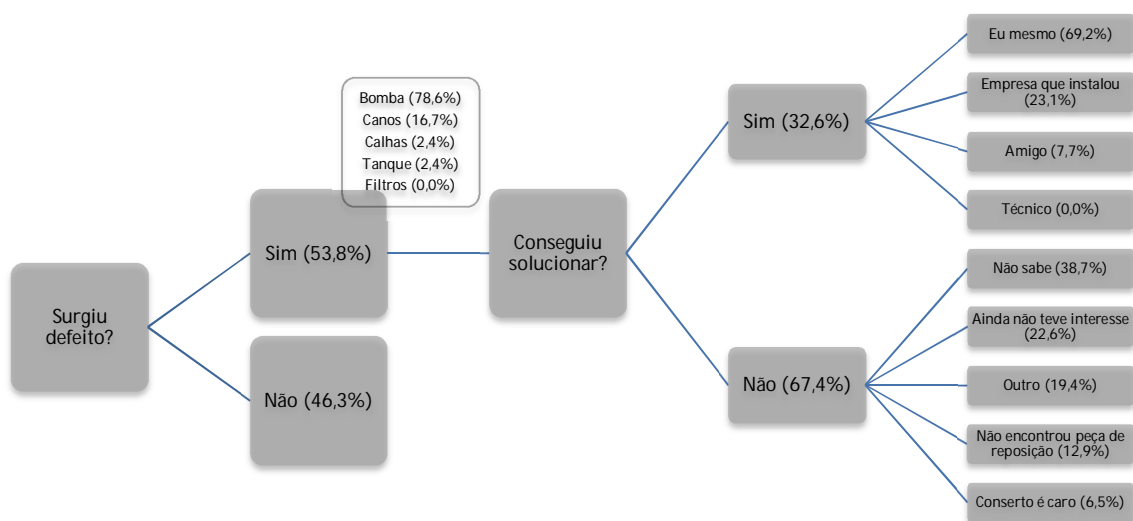 Surgiu
defeito?
Sim (53,8%)
Não (46,3%)
Bomba (78,6%)
Canos (16,7%)
Calhas (2,4%)
Tanque (2,4%)
Filtros (0,0%)
Conseguiu
solucionar?
Sim (32,6%)
Eu mesmo (69,2%)
Empresa que instalou
(23,1%)
Amigo (7,7%)
Técnico (0,0%)
Não (67,4%)
Não sabe (38,7%)
Ainda não teve interesse
(22,6%)
Outro (19,4%)
Não encontrou peça de
reposição (12,9%)
Conserto é caro (6,5%)